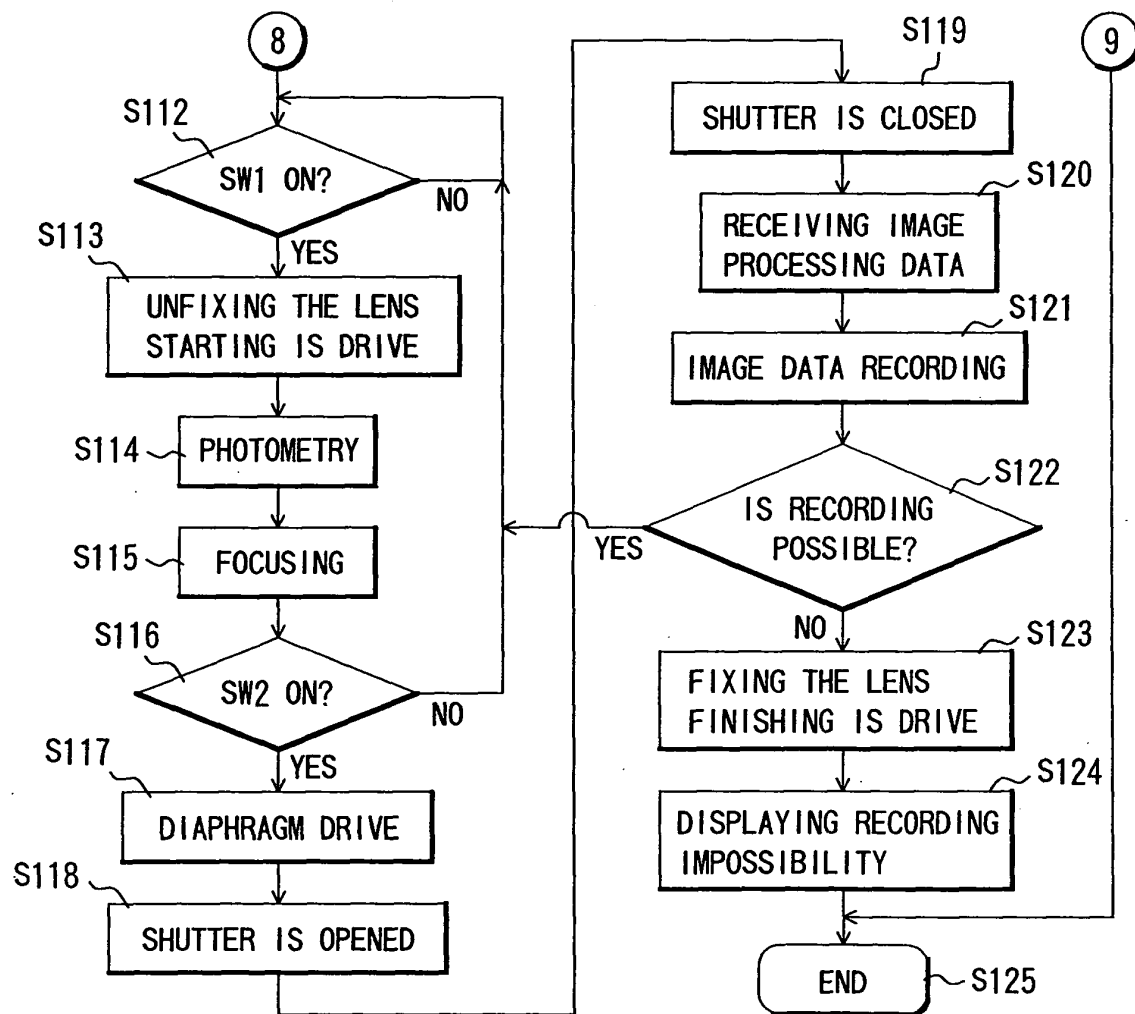 8
S112
SW1 ON?
NO
YES
S113
UNFIXING THE LENS
STARTING IS DRIVE
S114
PHOTOMETRY
S115
FOCUSING
S116
SW2 ON?
NO
YES
S117
DIAPHRAGM DRIVE
S118
SHUTTER IS OPENED
S119
SHUTTER IS CLOSED
S120
RECEIVING IMAGE
PROCESSING DATA
S121
IMAGE DATA RECORDING
S122
IS RECORDING
POSSIBLE?
YES
NO
S123
FIXING THE LENS
FINISHING IS DRIVE
S124
DISPLAYING RECORDING
IMPOSSIBILITY
END
S125
9